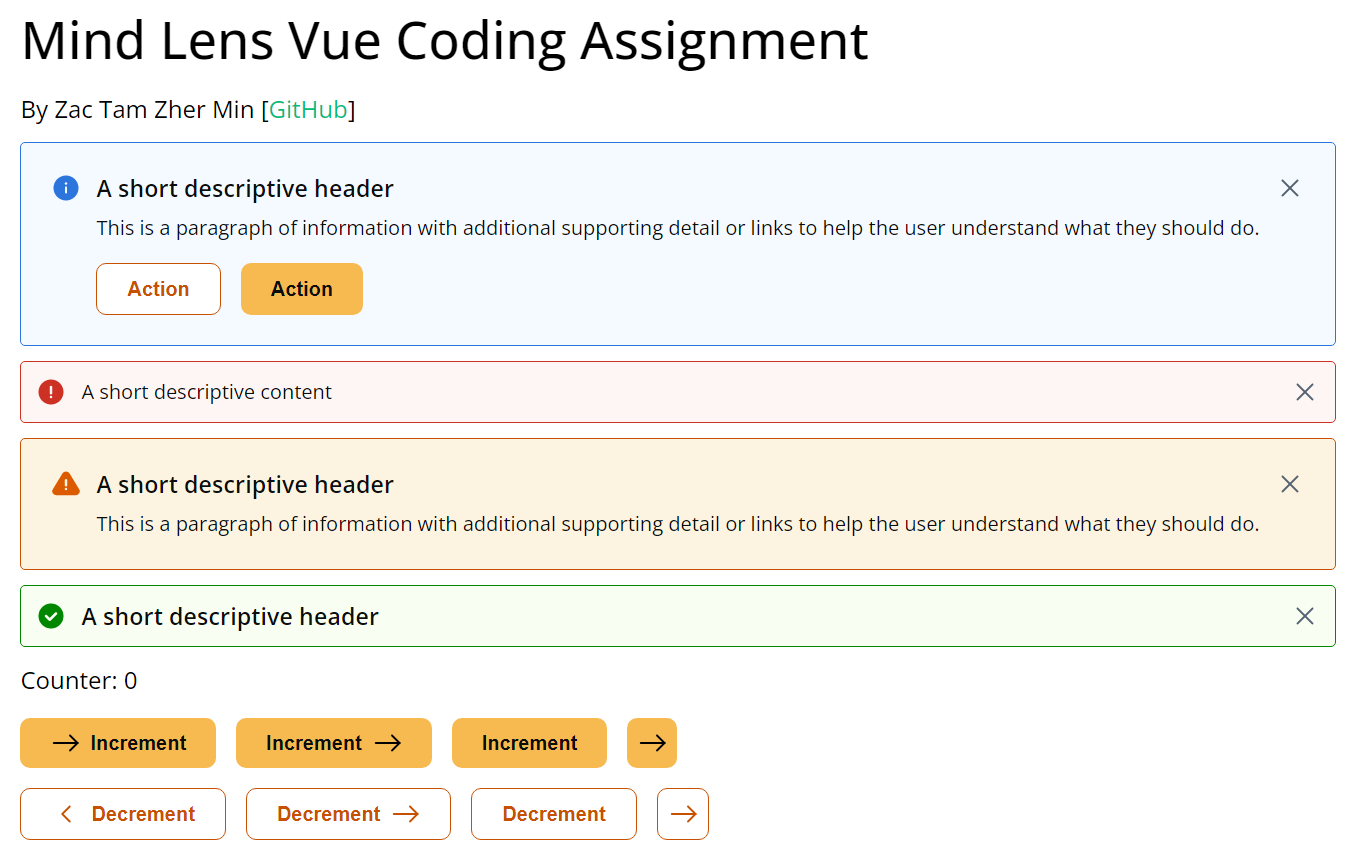 Mind Lens Vue Coding Assignment
By Zac Tam Zher Min [GitHub]
A short descriptive header
This is a paragraph of information with additional supporting detail or links to help the user understand what they should do.
Action Action
A short descriptive content
A short descriptive header
This is a paragraph of information with additional supporting detail or links to help the user understand what they should do.
A short descriptive header
Counter: 0
Increment Increment Increment
Decrement Decrement Decrement